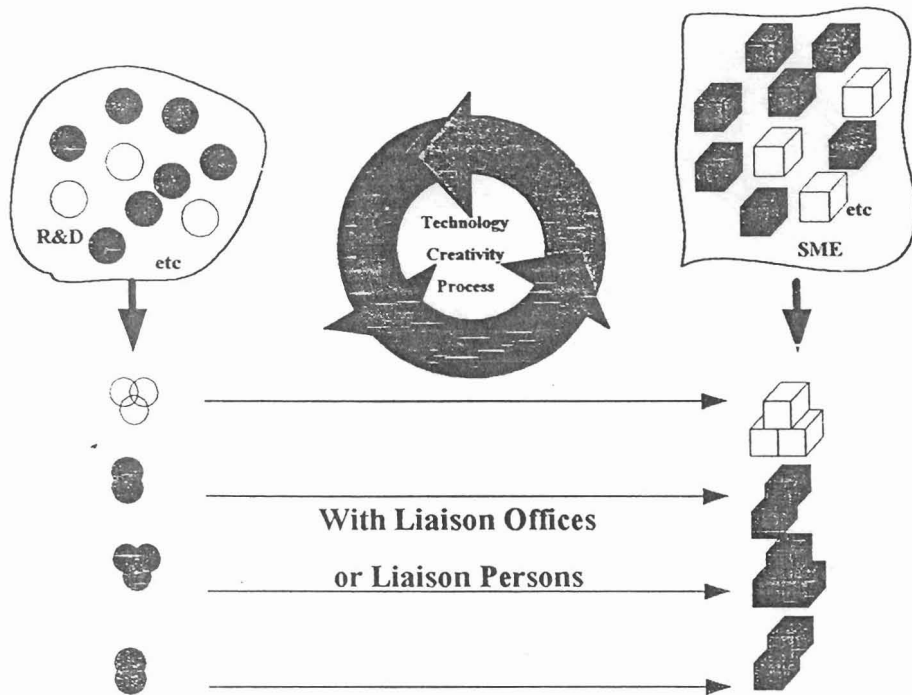 R&D
etc
Technology
Creativity
Process
etc
SME
With Liaison Offices
or Liaison Persons